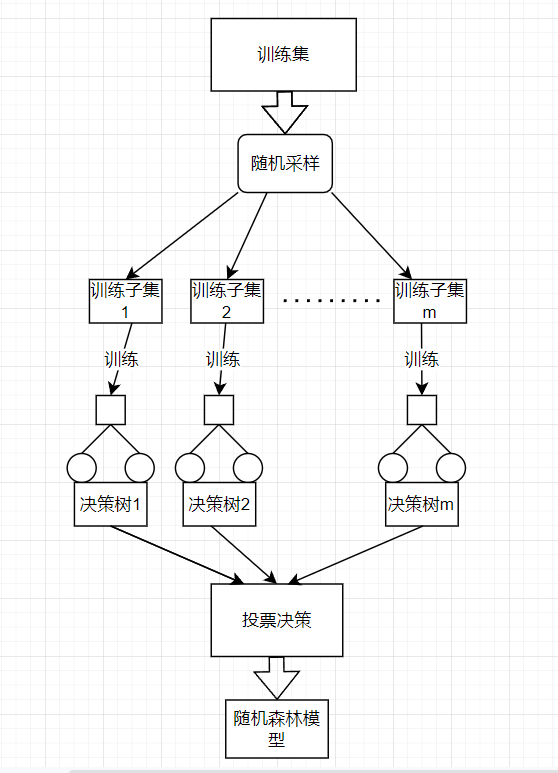 训练集
随机采样
训练子集
1
训练子集
2
.........
训练子集
m
训练
训练
训练
决策树1
决策树2
决策树m
投票决策
随机森林模
型